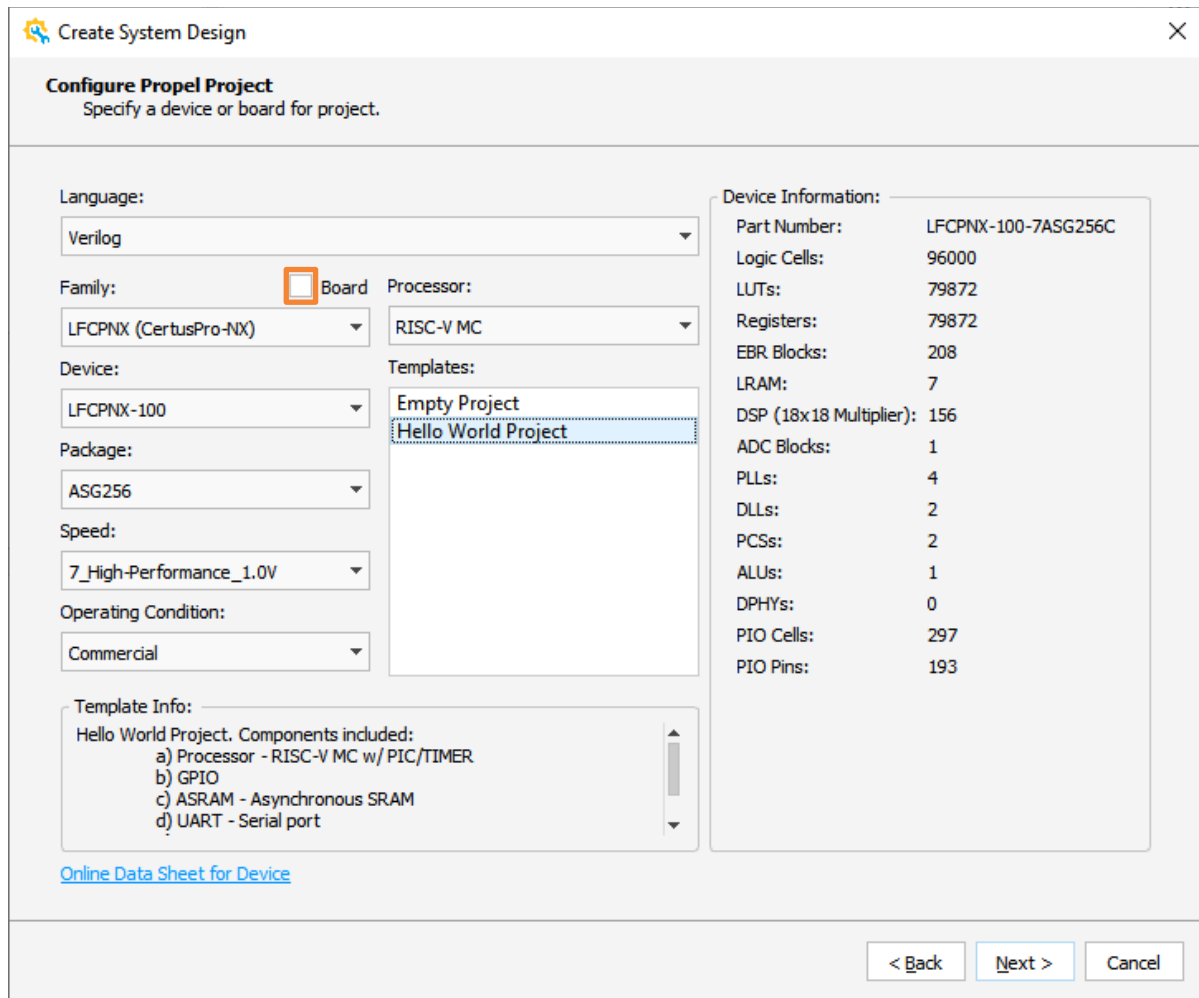 Create System Design
Configure Propel Project
Specify a device or board for project.
Language:
Verilog
Family:
Board
LFCPNX (CertusPro-NX)
Device:
LFCPNX-100
Package:
ASG256
Speed:
7_High-Performance_1.0V
Operating Condition:
Commercial
Processor:
RISC-V MC
Templates:
Empty Project
Hello World Project
Template Info:
Hello World Project. Components included:
a) Processor - RISC-V MC w/ PIC/TIMER
b) GPIO
c) ASRAM - Asynchronous SRAM
d) UART - Serial port
Online Data Sheet for Device
Device Information:
Part Number: LFCPNX-100-7ASG256C
Logic Cells: 96000
LUTs: 79872
Registers: 79872
EBR Blocks: 208
LRAM: 7
DSP (18x18 Multiplier): 156
ADC Blocks: 1
PLLs: 4
DLLs: 2
PCSs: 2
ALUs: 1
DPHYs: 0
PIO Cells: 297
PIO Pins: 193
< Back
Next >
Cancel